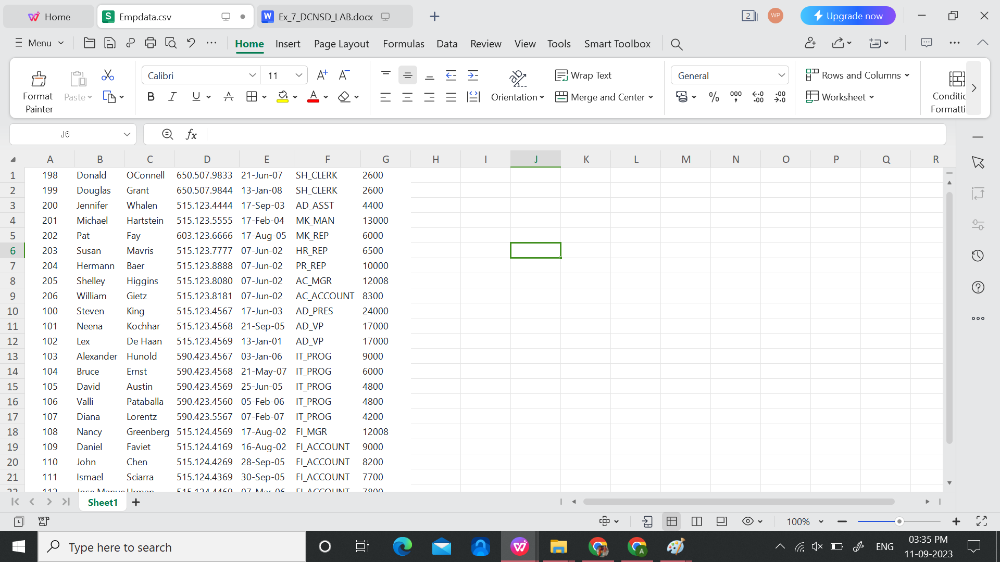 Home
Empdata.csv
Ex_7_DCNSD_LAB.docx
2
WP
Upgrade now
Menu
Home Insert Page Layout Formulas Data Review View Tools Smart Toolbox
Format Painter
Paste
Calibri
11
Orientation
Wrap Text
Merge and Center
General
Rows and Columns
Worksheet
Conditic
Formatti
J6
A B C D E F G H I J K L M N O P Q R
1 198 Donald OConnell 650.507.9833 21-Jun-07 SH_CLERK 2600
2 199 Douglas Grant 650.507.9844 13-Jan-08 SH_CLERK 2600
3 200 Jennifer Whalen 515.123.4444 17-Sep-03 AD_ASST 4400
4 201 Michael Hartstein 515.123.5555 17-Feb-04 MK_MAN 13000
5 202 Pat Fay 603.123.6666 17-Aug-05 MK_REP 6000
6 203 Susan Mavris 515.123.7777 07-Jun-02 HR_REP 6500
7 204 Hermann Baer 515.123.8888 07-Jun-02 PR_REP 10000
8 205 Shelley Higgins 515.123.8080 07-Jun-02 AC_MGR 12008
9 206 William Gietz 515.123.8181 07-Jun-02 AC_ACCOUNT 8300
10 100 Steven King 515.123.4567 17-Jun-03 AD_PRES 24000
11 101 Neena Kochhar 515.123.4568 21-Sep-05 AD_VP 17000
12 102 Lex De Haan 515.123.4569 13-Jan-01 AD_VP 17000
13 103 Alexander Hunold 590.423.4567 03-Jan-06 IT_PROG 9000
14 104 Bruce Ernst 590.423.4568 21-May-07 IT_PROG 6000
15 105 David Austin 590.423.4569 25-Jun-05 IT_PROG 4800
16 106 Valli Pataballa 590.423.4560 05-Feb-06 IT_PROG 4800
17 107 Diana Lorentz 590.423.5567 07-Feb-07 IT_PROG 4200
18 108 Nancy Greenberg 515.124.4569 17-Aug-02 FI_MGR 12008
19 109 Daniel Faviet 515.124.4169 16-Aug-02 FI_ACCOUNT 9000
20 110 John Chen 515.124.4269 28-Sep-05 FI_ACCOUNT 8200
21 111 Ismael Sciarra 515.124.4369 30-Sep-05 FI_ACCOUNT 7700
22 112 Jose Manue Urman 515.124.4469 07-Mar-06 FI_ACCOUNT 7800
Sheet1
100%
Type here to search
ENG
03:35 PM
11-09-2023